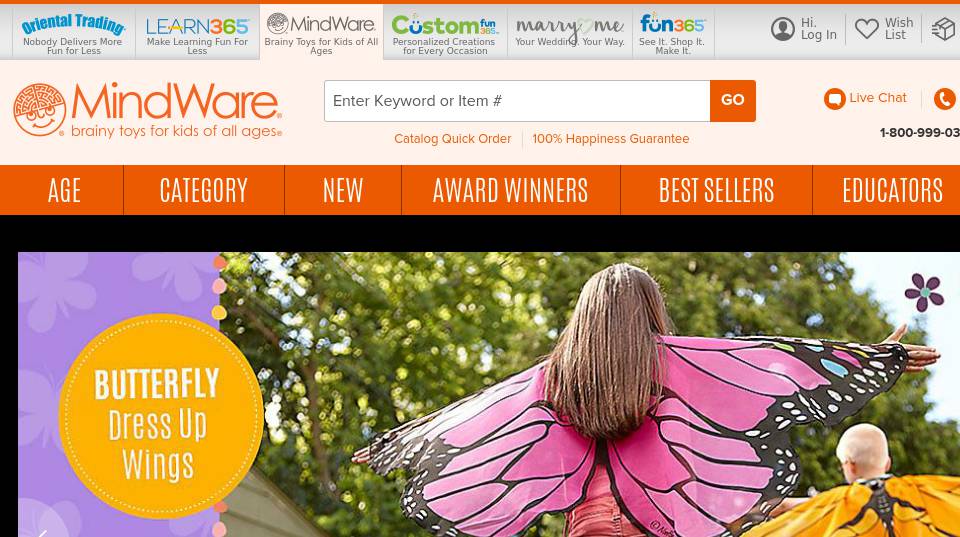 Oriental Trading
Nobody Delivers More
Fun for Less
LEARN365
Make Learning Fun For
Less
MindWare
Brainy Toys for Kids of All
Ages
Custom fun
365
Personalized Creations
for Every Occasion
marry me
Your Wedding. Your Way.
fun365
See It. Shop It.
Make It.
Hi.
Log In
Wish
List
MindWare®
brainy toys for kids of all ages®
Enter Keyword or Item #
GO
Catalog Quick Order
100% Happiness Guarantee
Live Chat
1-800-999-03
AGE
CATEGORY
NEW
AWARD WINNERS
BEST SELLERS
EDUCATORS
BUTTERFLY
Dress Up
Wings